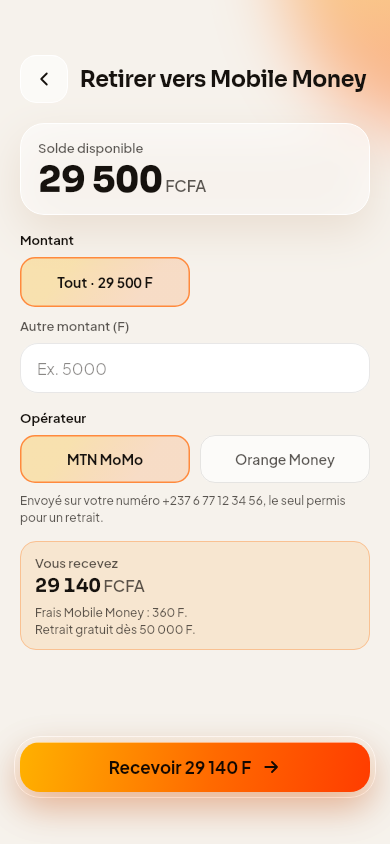 Retirer vers Mobile Money
Solde disponible
29 500 FCFA
Montant
Tout · 29 500 F
Autre montant (F)
Ex. 5000
Opérateur
MTN MoMo
Orange Money
Envoyé sur votre numéro +237 6 77 12 34 56, le seul permis
pour un retrait.
Vous recevez
29 140 FCFA
Frais Mobile Money : 360 F.
Retrait gratuit dès 50 000 F.
Recevoir 29 140 F →